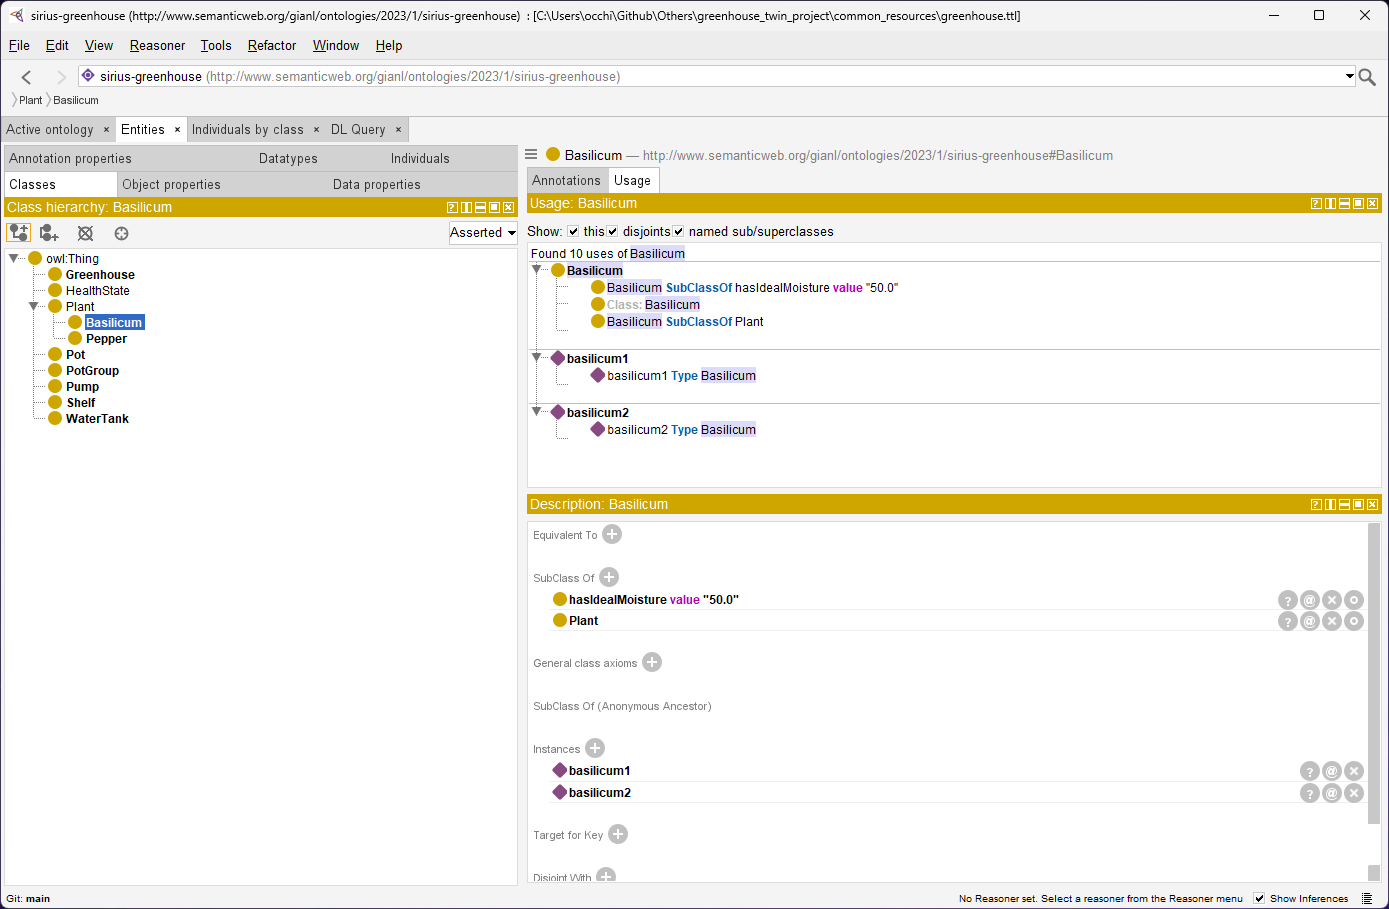 sirius-greenhouse (http://www.semanticweb.org/gianl/ontologies/2023/1/sirius-greenhouse)  : [C:\Users\occhi\Github\Others\greenhouse_twin_project\common_resources\greenhouse.ttl]
File Edit View Reasoner Tools Refactor Window Help
sirius-greenhouse (http://www.semanticweb.org/gianl/ontologies/2023/1/sirius-greenhouse)
Plant Basilicum
Active ontology × Entities × Individuals by class × DL Query ×
Annotation properties Datatypes Individuals
Classes Object properties Data properties
Class hierarchy: Basilicum
Asserted
owl:Thing
Greenhouse
HealthState
Plant
Basilicum
Pepper
Pot
PotGroup
Pump
Shelf
WaterTank
Basilicum — http://www.semanticweb.org/gianl/ontologies/2023/1/sirius-greenhouse#Basilicum
Annotations Usage
Usage: Basilicum
Show: this disjoints named sub/superclasses
Found 10 uses of Basilicum
Basilicum
Basilicum SubClassOf hasIdealMoisture value "50.0"
Class: Basilicum
Basilicum SubClassOf Plant
basilicum1
basilicum1 Type Basilicum
basilicum2
basilicum2 Type Basilicum
Description: Basilicum
Equivalent To
SubClass Of
hasIdealMoisture value "50.0"
Plant
General class axioms
SubClass Of (Anonymous Ancestor)
Instances
basilicum1
basilicum2
Target for Key
Disjoint With
Git: main
No Reasoner set. Select a reasoner from the Reasoner menu Show Inferences